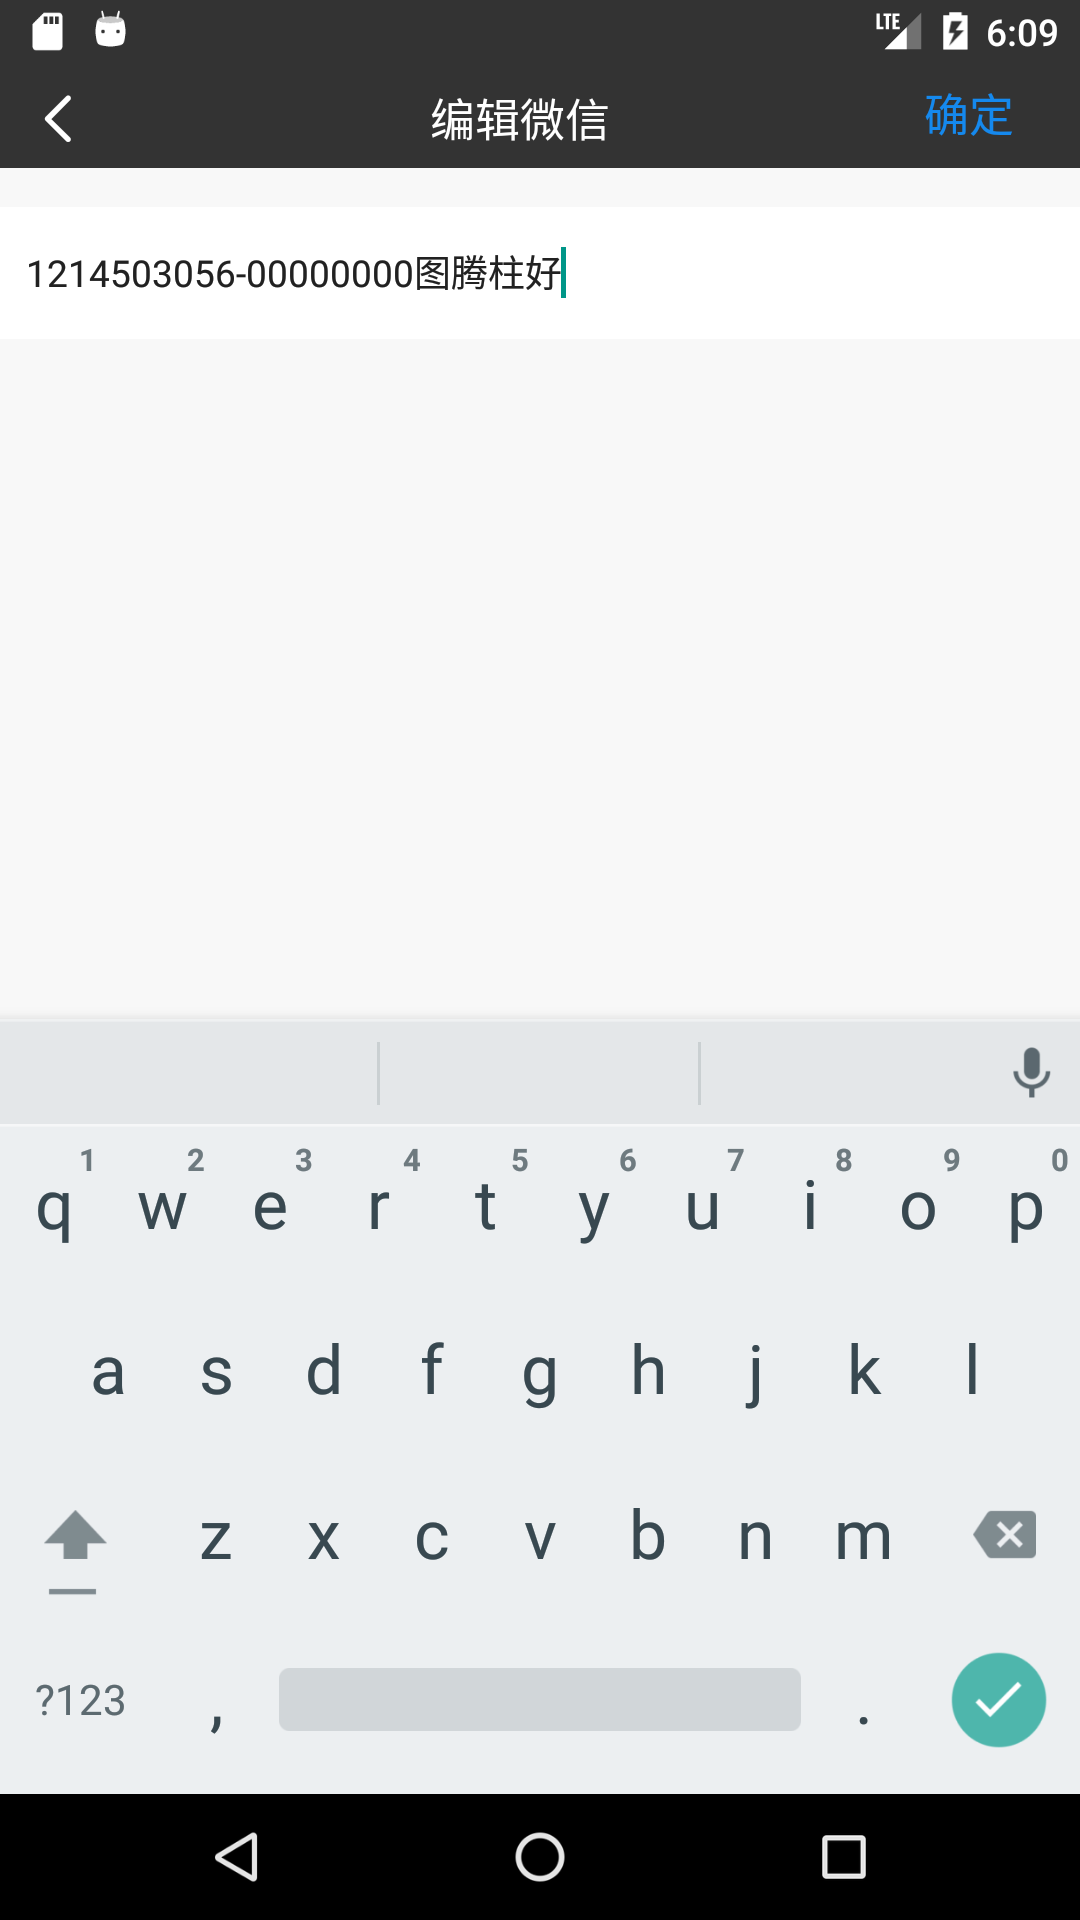 LTE 6:09
编辑微信 确定
1214503056-00000000图腾柱好
1 2 3 4 5 6 7 8 9 0
q w e r t y u i o p
a s d f g h j k l
z x c v b n m
?123 , .